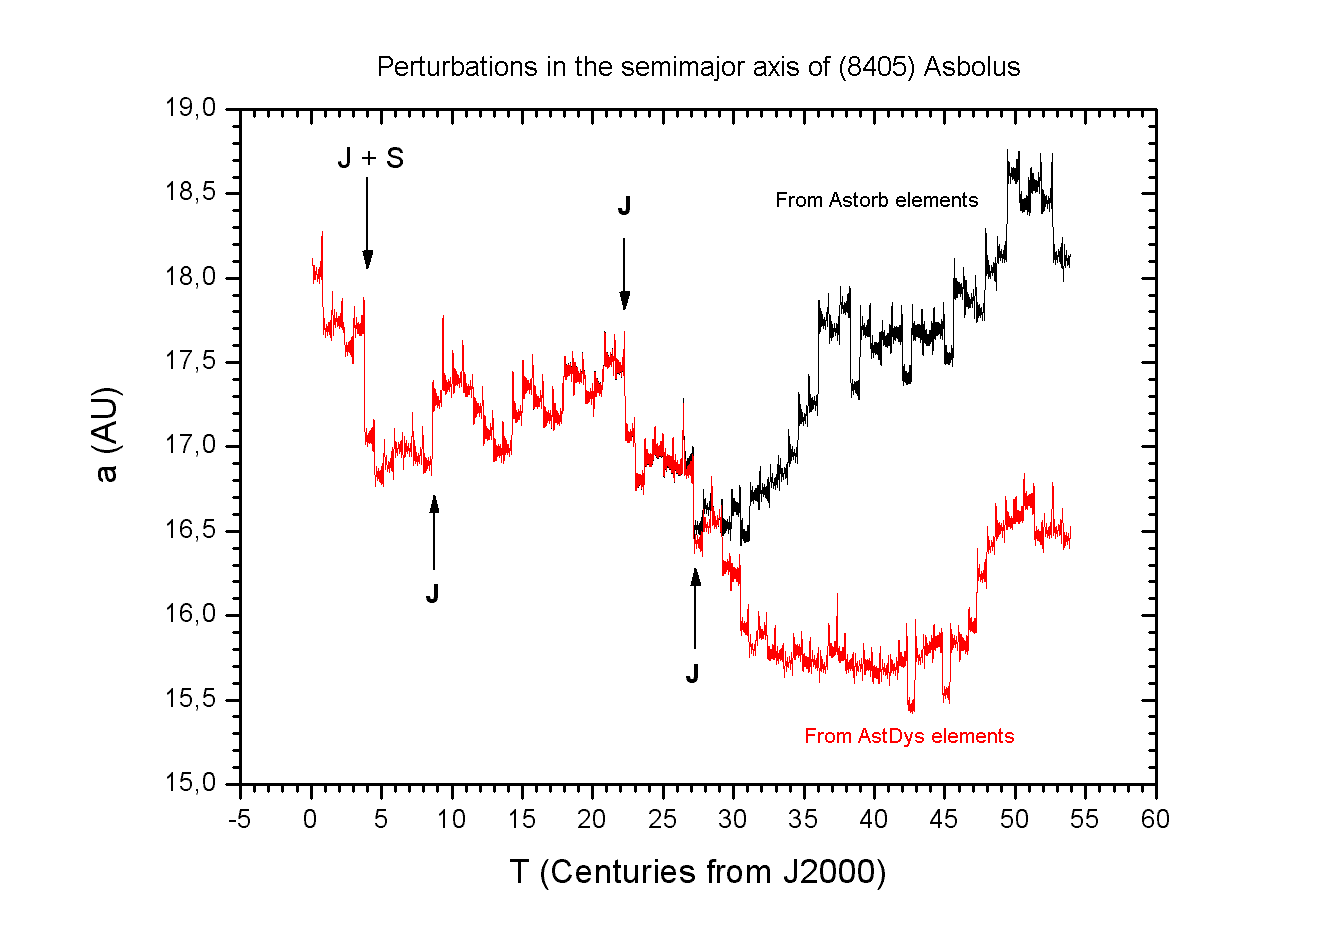 Perturbations in the semimajor axis of (8405) Asbolus
19,0
J + S
18,5
From Astorb elements
J
18,0
17,5
a (AU)
17,0
16,5
J
16,0
J
15,5
From AstDys elements
15,0
-5 0 5 10 15 20 25 30 35 40 45 50 55 60
T (Centuries from J2000)